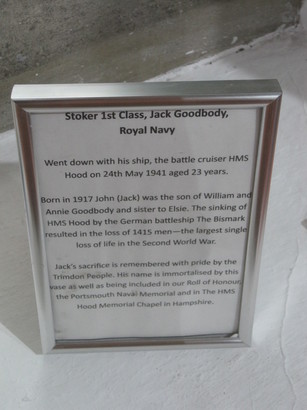 Stoker 1st Class, Jack Goodbody,
Royal Navy
Went down with his ship, the battle cruiser HMS
Hood on 24th May 1941 aged 23 years.
Born in 1917 John (Jack) was the son of William and
Annie Goodbody and sister to Elsie. The sinking of
HMS Hood by the German battleship The Bismark
resulted in the loss of 1415 men—the largest single
loss of life in the Second World War.
Jack's sacrifice is remembered with pride by the
Trimdon People. His name is immortalised by this
ase as well as being included in our Roll of Honour,
the Portsmouth Naval Memorial and in The HMS
Hood Memorial Chapel in Hampshire.